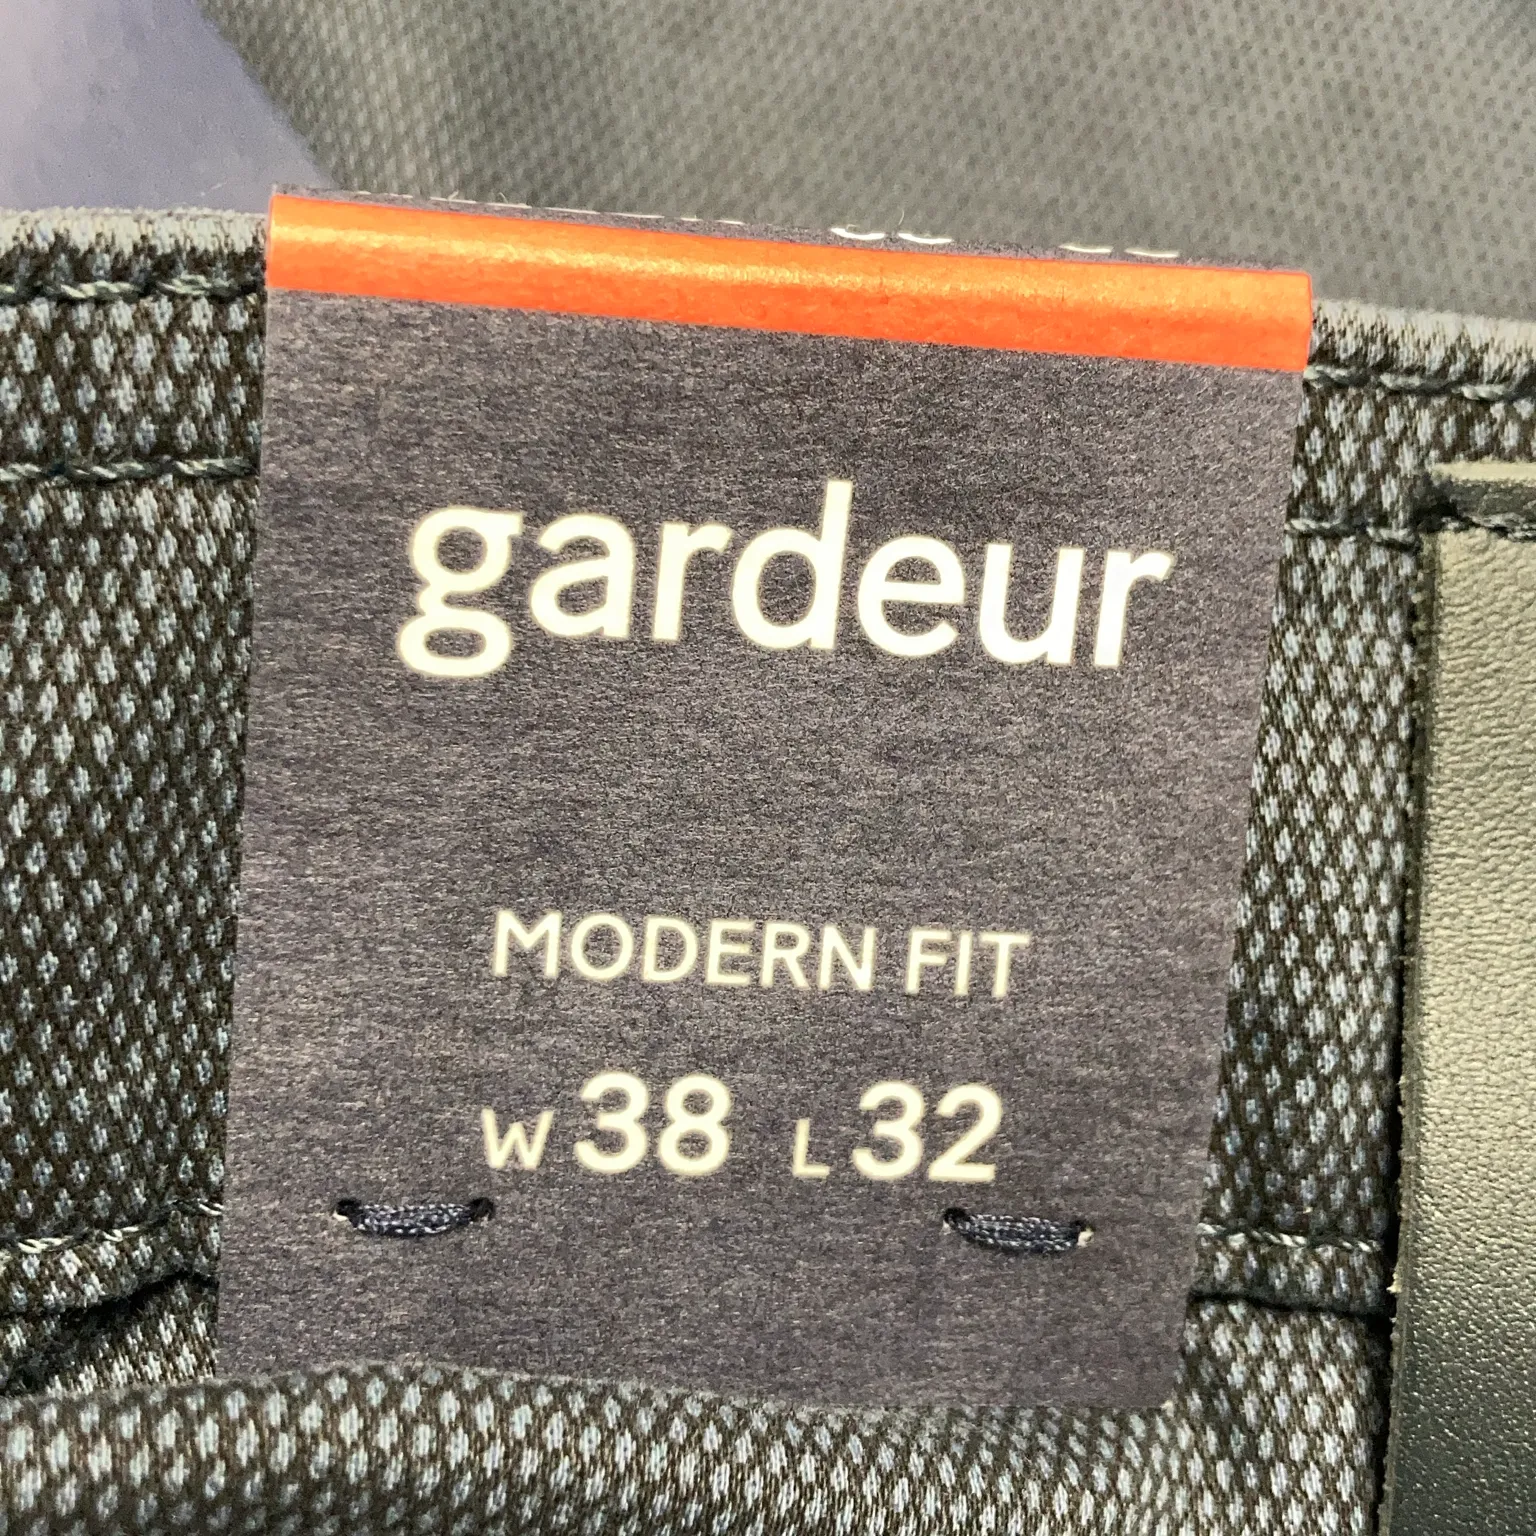 gardeur
MODERN FIT
W 38 L 32